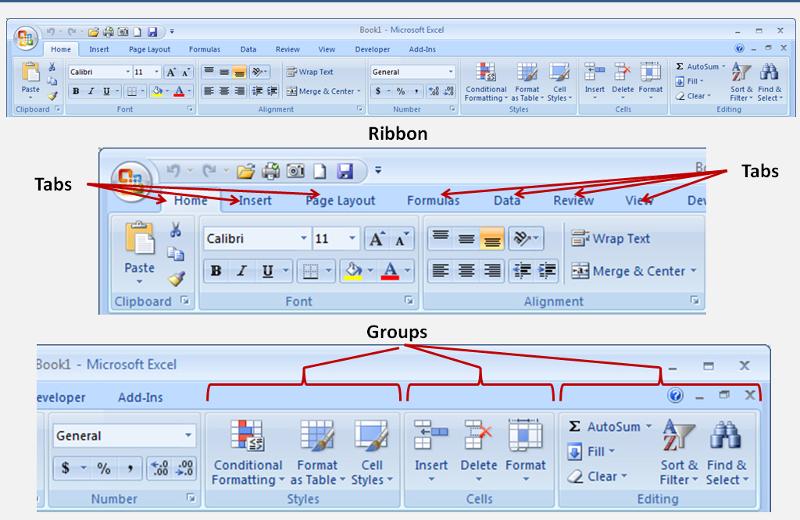 Book1 - Microsoft Excel
Home Insert Page Layout Formulas Data Review View Developer Add-Ins
Calibri 11 Wrap Text General Σ AutoSum
Fill
Paste B I U Merge & Center $ % , Conditional Format Cell Insert Delete Format Sort & Find &
Formatting as Table Styles Clear Filter Select
Clipboard Font Alignment Number Styles Cells Editing
Ribbon
Tabs Tabs
Home Insert Page Layout Formulas Data Review View
Calibri 11 A A Wrap Text
Paste B I U A Merge & Center
Clipboard Font Alignment
Groups
Book1 - Microsoft Excel
eveloper Add-Ins
General Σ AutoSum
Fill
$ % , .0 .00 Conditional Format Cell Insert Delete Format Sort & Find &
Formatting as Table Styles Clear Filter Select
Number Styles Cells Editing